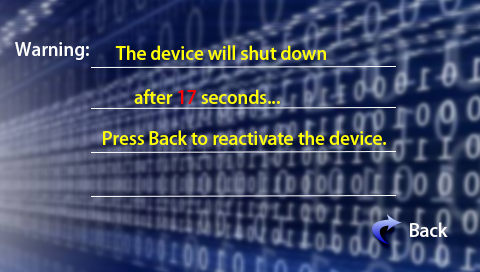 Warning: The device will shut down
after 17 seconds...
Press Back to reactivate the device.
Back